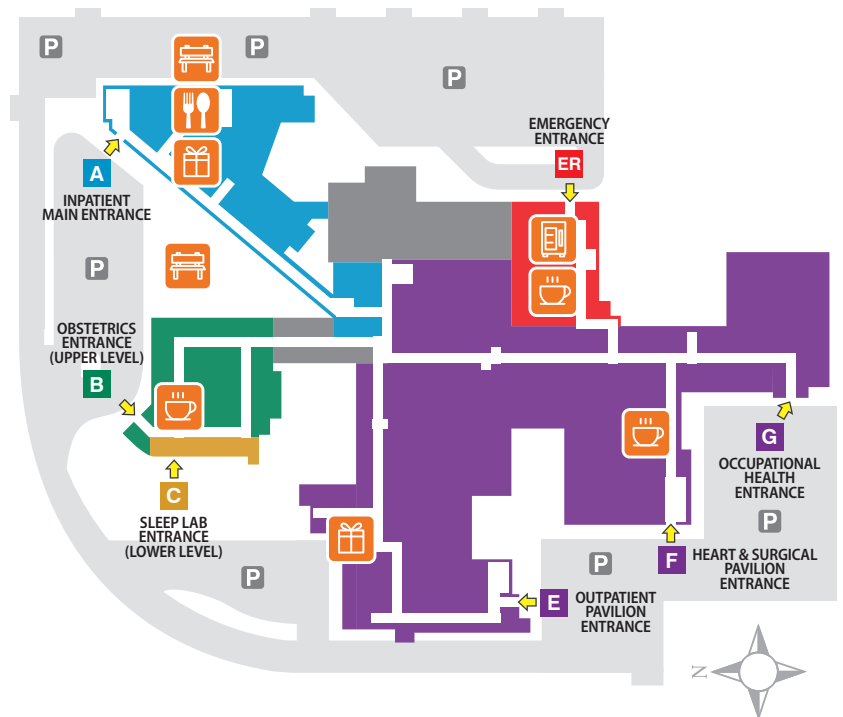 P
P
P
EMERGENCY
ENTRANCE
ER
A
INPATIENT
MAIN ENTRANCE
P
OBSTETRICS
ENTRANCE
(UPPER LEVEL)
B
G
OCCUPATIONAL
HEALTH
ENTRANCE
C
SLEEP LAB
ENTRANCE
(LOWER LEVEL)
P
F
HEART & SURGICAL
PAVILION
ENTRANCE
P
P
E
OUTPATIENT
PAVILION
ENTRANCE
N